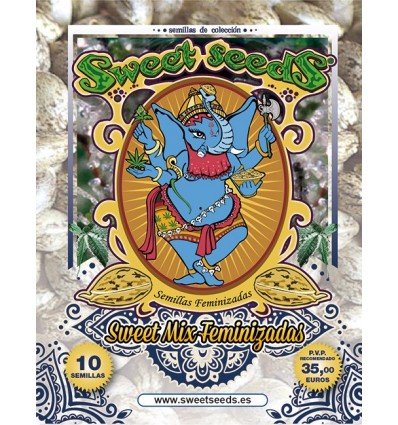 semillas de colección
Sweet Seeds®
Semillas Feminizadas
Sweet Mix Feminizadas
10
SEMILLAS
P.V.P.
RECOMENDADO
35,00
EUROS
www.sweetseeds.es